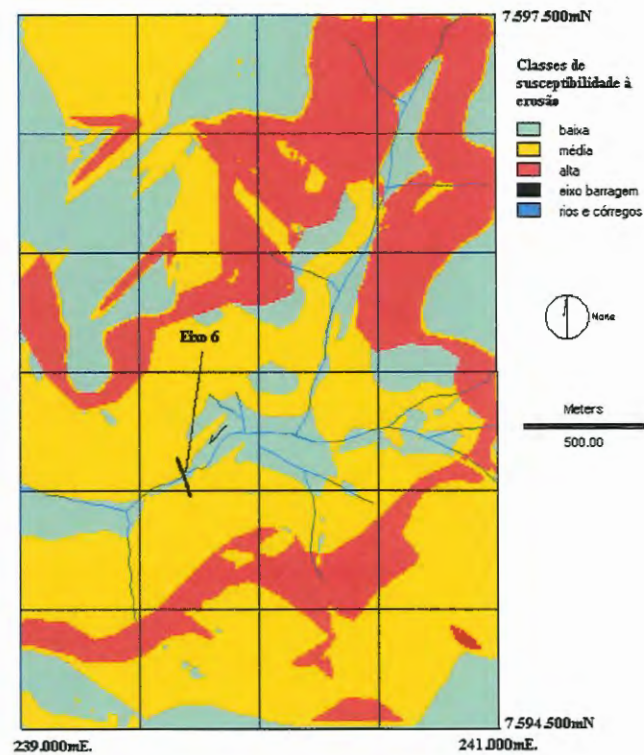 7.597.500mN
Classes de
susceptibilidade à
erosão
baixa
média
alta
eixo barragem
rios e córregos
Eixo 6
Meters
500.00
7.594.500mN
239.000mE.
241.000mE.